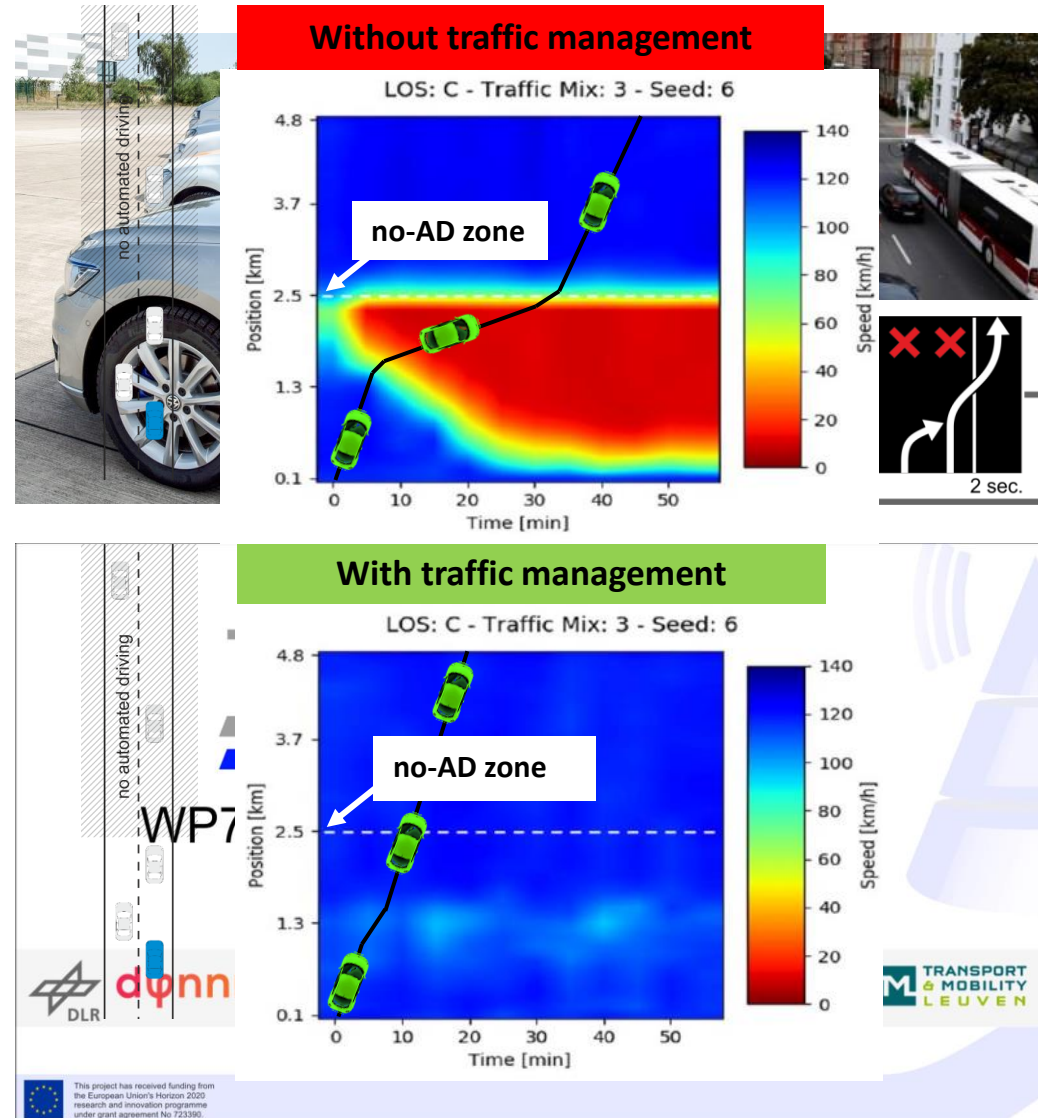 Without traffic management
no automated driving
LOS: C - Traffic Mix: 3 - Seed: 6
4.8
3.7
2.5
1.3
0.1
Position [km]
no-AD zone
0 10 20 30 40 50
Time [min]
140
120
100
80
60
40
20
0
Speed [km/h]
2 sec.
With traffic management
no automated driving
LOS: C - Traffic Mix: 3 - Seed: 6
4.8
3.7
2.5
1.3
0.1
Position [km]
no-AD zone
0 10 20 30 40 50
Time [min]
140
120
100
80
60
40
20
0
Speed [km/h]
WP7
DLR
dynn
TRANSPORT
& MOBILITY
LEUVEN
This project has received funding from
the European Union's Horizon 2020
research and innovation programme
under grant agreement No 723390.